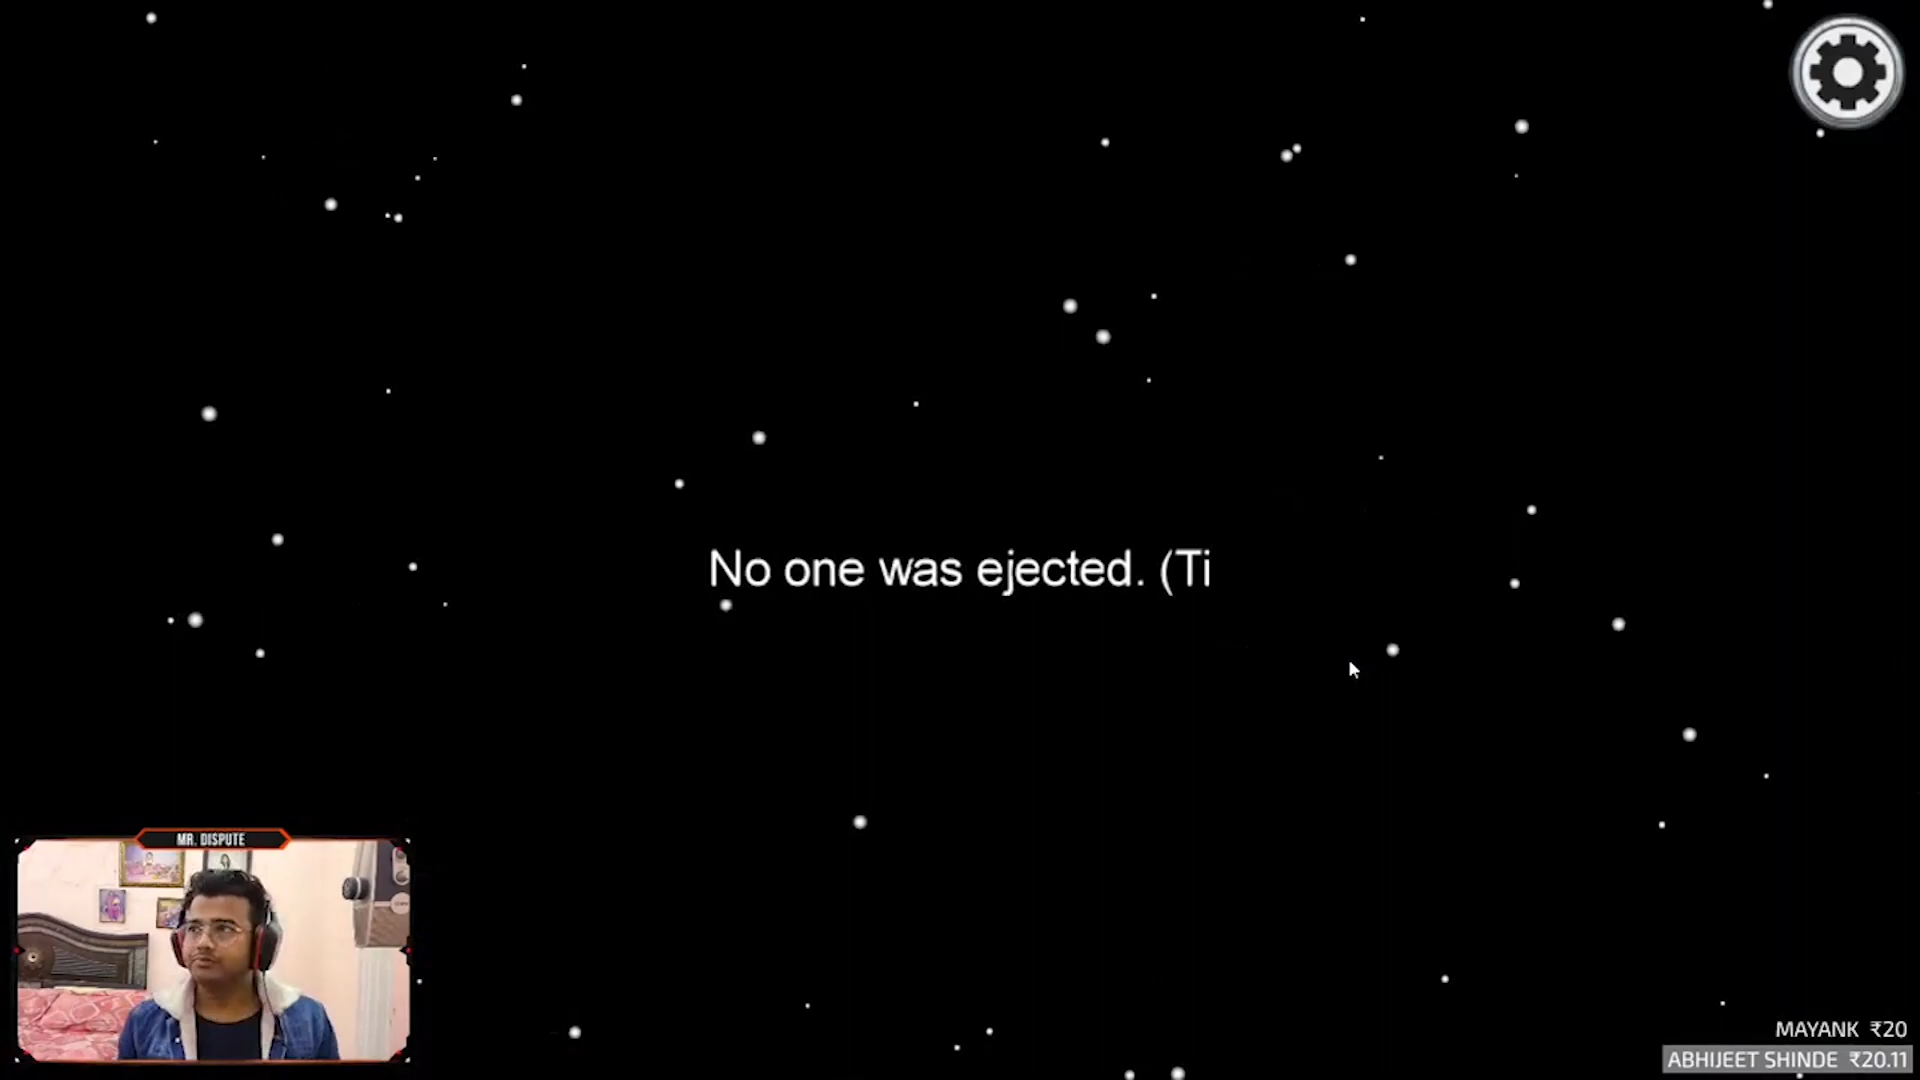 No one was ejected. (Ti
MR. DISPUTE
MAYANK ₹20
ABHIJEET SHINDE ₹20.11